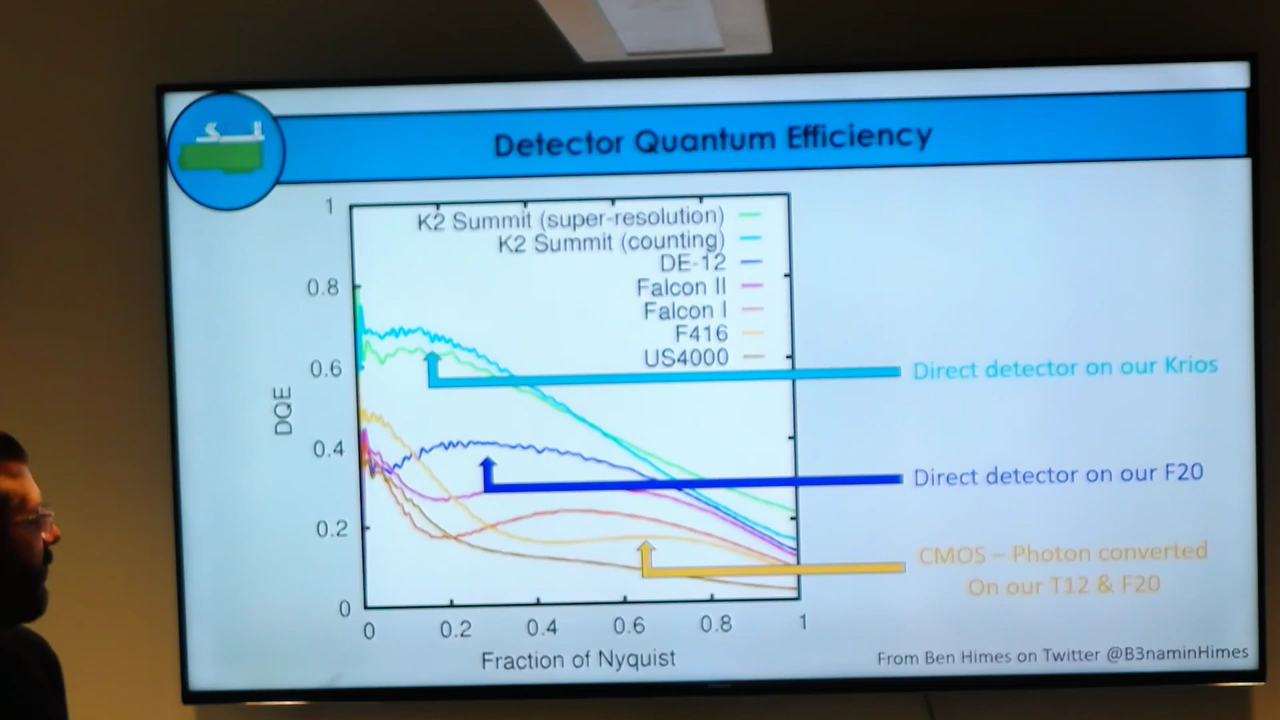 Detector Quantum Efficiency
1
K2 Summit (super-resolution)
K2 Summit (counting)
DE-12
Falcon II
Falcon I
F416
US4000
0.8
0.6
0.4
0.2
0
DQE
0 0.2 0.4 0.6 0.8 1
Fraction of Nyquist
Direct detector on our Krios
Direct detector on our F20
CMOS – Photon converted
On our T12 & F20
From Ben Himes on Twitter @B3naminHimes